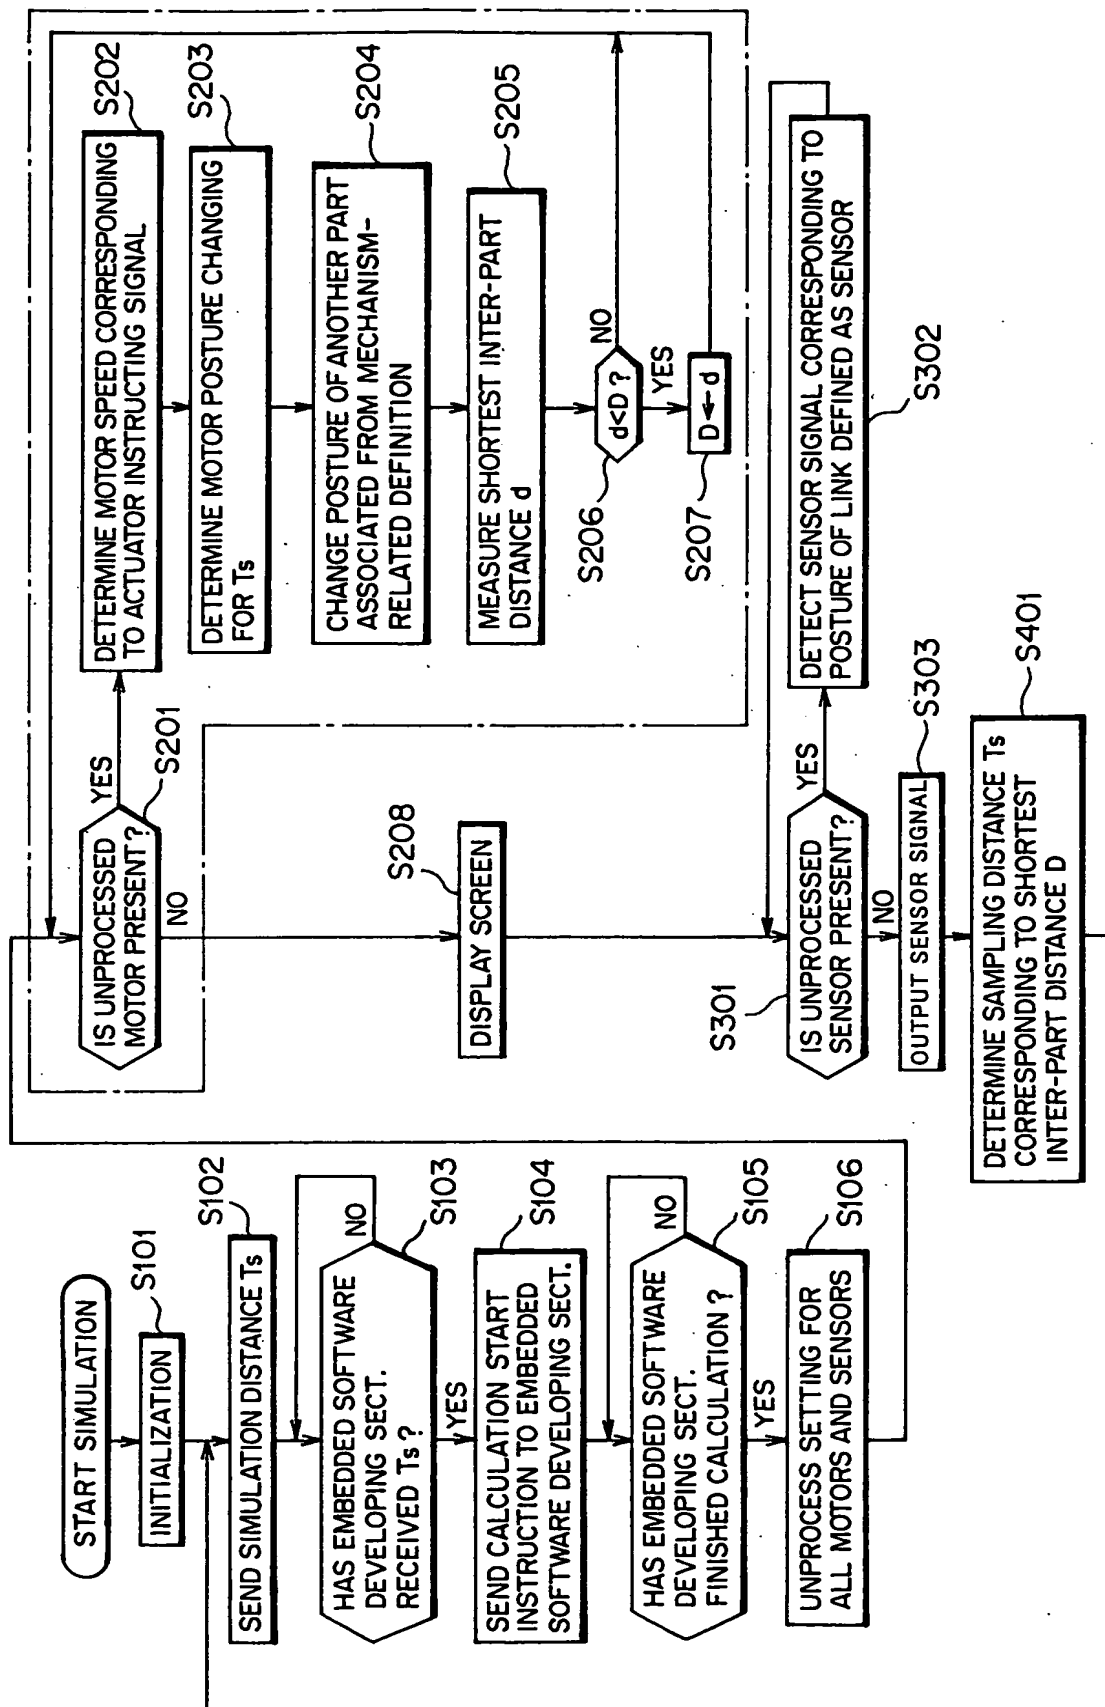 START SIMULATION
S101
INITIALIZATION
S102
SEND SIMULATION DISTANCE Ts
HAS EMBEDDED SOFTWARE
DEVELOPING SECT.
RECEIVED Ts ?
NO
S103
YES
SEND CALCULATION START
INSTRUCTION TO EMBEDDED
SOFTWARE DEVELOPING SECT.
S104
HAS EMBEDDED SOFTWARE
DEVELOPING SECT.
FINISHED CALCULATION ?
NO
S105
YES
UNPROCESS SETTING FOR
ALL MOTORS AND SENSORS
S106
IS UNPROCESSED
MOTOR PRESENT?
YES
S201
NO
DETERMINE MOTOR SPEED CORRESPONDING
TO ACTUATOR INSTRUCTING SIGNAL
S202
DETERMINE MOTOR POSTURE CHANGING
FOR Ts
S203
CHANGE POSTURE OF ANOTHER PART
ASSOCIATED FROM MECHANISM-
RELATED DEFINITION
S204
MEASURE SHORTEST INTER-PART
DISTANCE d
S205
d<D ?
NO
S206
YES
D←d
S207
S208
DISPLAY SCREEN
S301
IS UNPROCESSED
SENSOR PRESENT?
YES
NO
DETECT SENSOR SIGNAL CORRESPONDING TO
POSTURE OF LINK DEFINED AS SENSOR
S302
OUTPUT SENSOR SIGNAL
S303
DETERMINE SAMPLING DISTANCE Ts
CORRESPONDING TO SHORTEST
INTER-PART DISTANCE D
S401